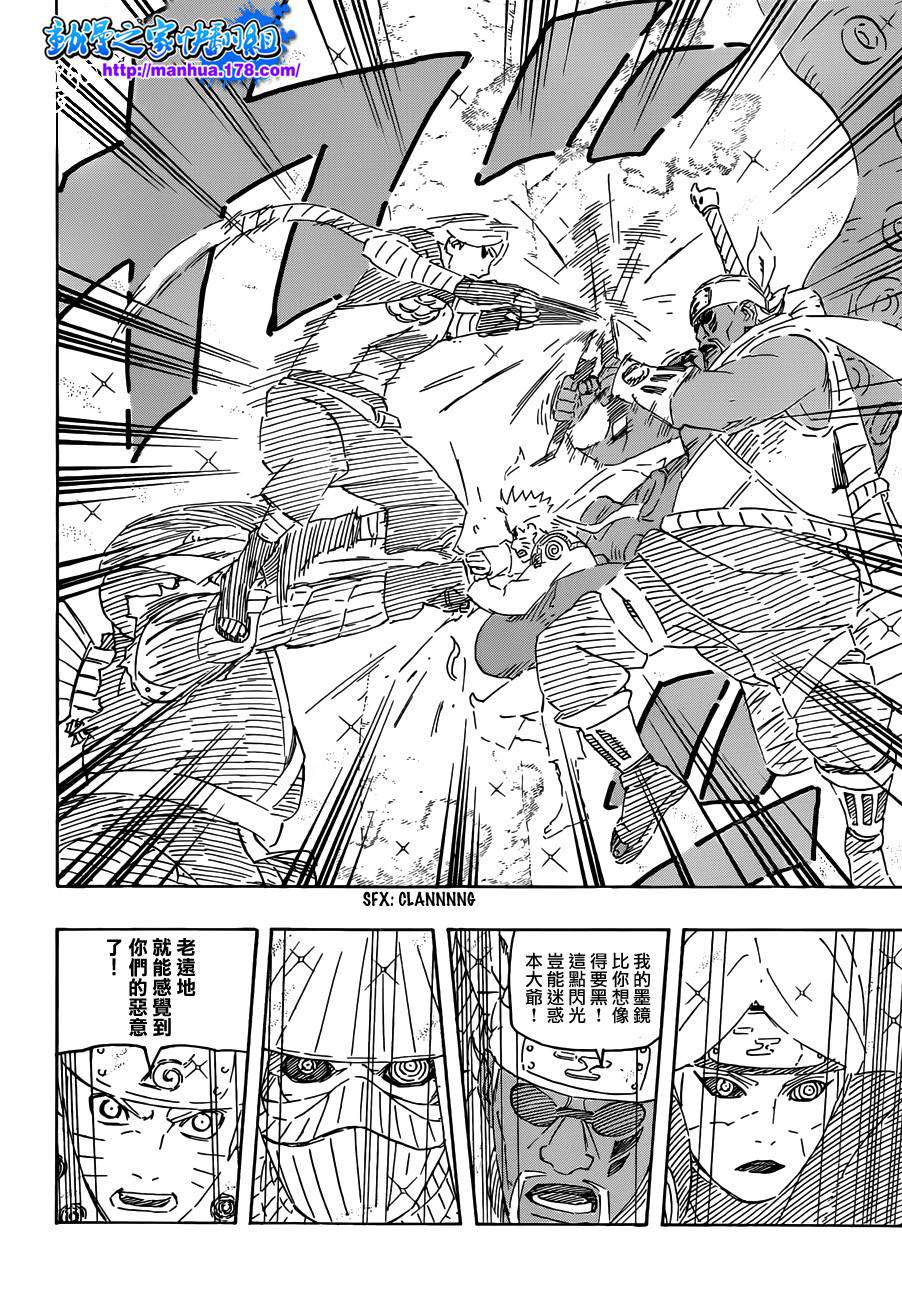 動漫之家快翻組
http://manhua.178.com/
SFX: CLANNNNG
我的墨鏡
比你想像
得要黑！
這點閃光
豈能迷惑
本大爺！
老遠地
就能感覺到
你們的惡意
了！